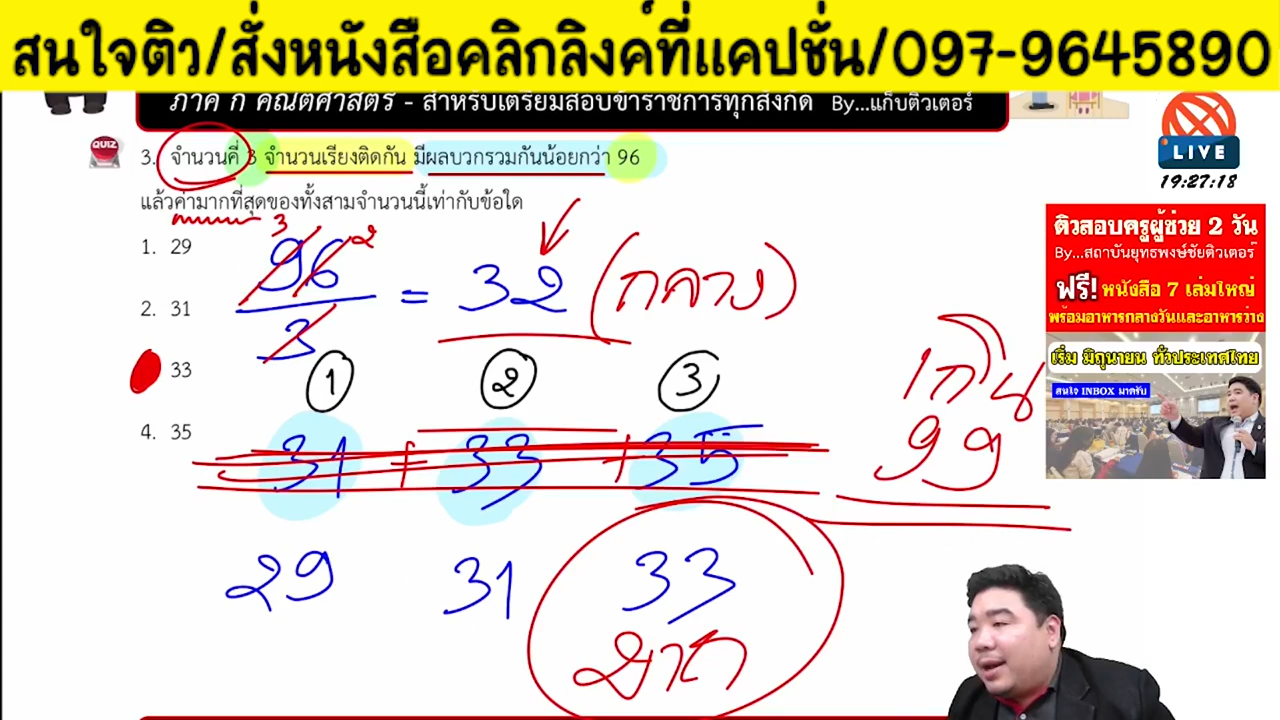 สนใจติว/สั่งหนังสือคลิกลิงค์ที่แคปชั่น/097-9645890
ภาค ก คณิตศาสตร์ - สำหรับเตรียมสอบข้าราชการทุกสังกัด By...แก็บติวเตอร์
QUIZ
3. จำนวนคี่ 3 จำนวนเรียงติดกัน มีผลบวกรวมกันน้อยกว่า 96
แล้วค่ามากที่สุดของทั้งสามจำนวนนี้เท่ากับข้อใด
1. 29
2. 31
33
4. 35
3 2
96
3
= 32 (กลาง)
1 2 3
31 + 33 + 35
เกิน
99
29 31 33
มาก
LIVE
19:27:18
ติวสอบครูผู้ช่วย 2 วัน
By...สถาบันยุทธพงษ์ชัยติวเตอร์
ฟรี! หนังสือ 7 เล่มใหญ่
พร้อมอาหารกลางวันและอาหารว่าง
เริ่ม มิถุนายน ทั่วประเทศไทย
สนใจ INBOX มาครับ